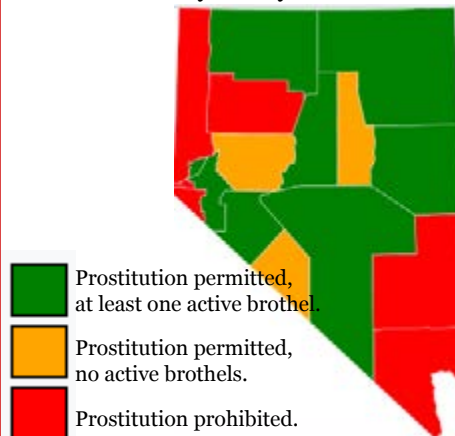 Prostitution permitted,
at least one active brothel.
Prostitution permitted,
no active brothels.
Prostitution prohibited.